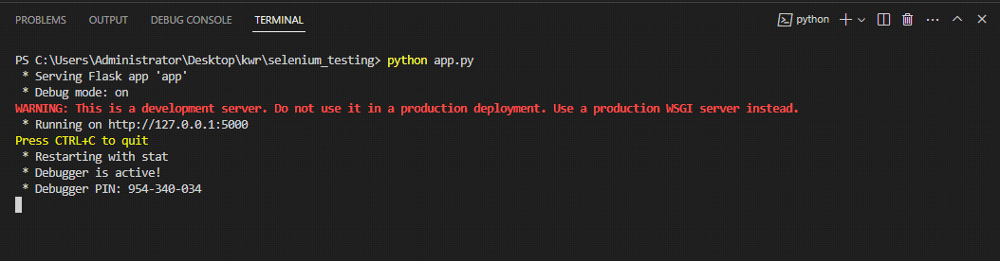 PROBLEMS OUTPUT DEBUG CONSOLE TERMINAL python
PS C:\Users\Administrator\Desktop\kwr\selenium_testing> python app.py
 * Serving Flask app 'app'
 * Debug mode: on
WARNING: This is a development server. Do not use it in a production deployment. Use a production WSGI server instead.
 * Running on http://127.0.0.1:5000
Press CTRL+C to quit
 * Restarting with stat
 * Debugger is active!
 * Debugger PIN: 954-340-034